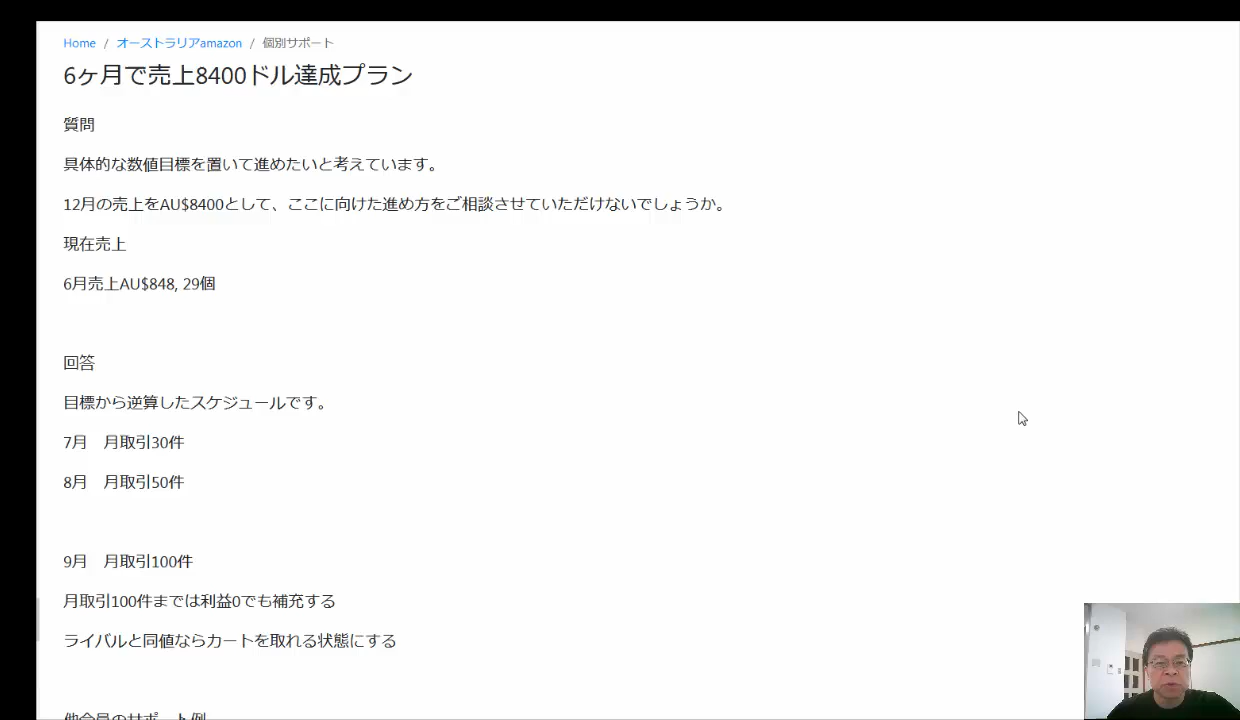 Home / オーストラリアamazon / 個別サポート
6ヶ月で売上8400ドル達成プラン
質問
具体的な数値目標を置いて進めたいと考えています。
12月の売上をAU$8400として、ここに向けた進め方をご相談させていただけないでしょうか。
現在売上
6月売上AU$848, 29個
回答
目標から逆算したスケジュールです。
7月　月取引30件
8月　月取引50件
9月　月取引100件
月取引100件までは利益0でも補充する
ライバルと同値ならカートを取れる状態にする
他会員のサポート例